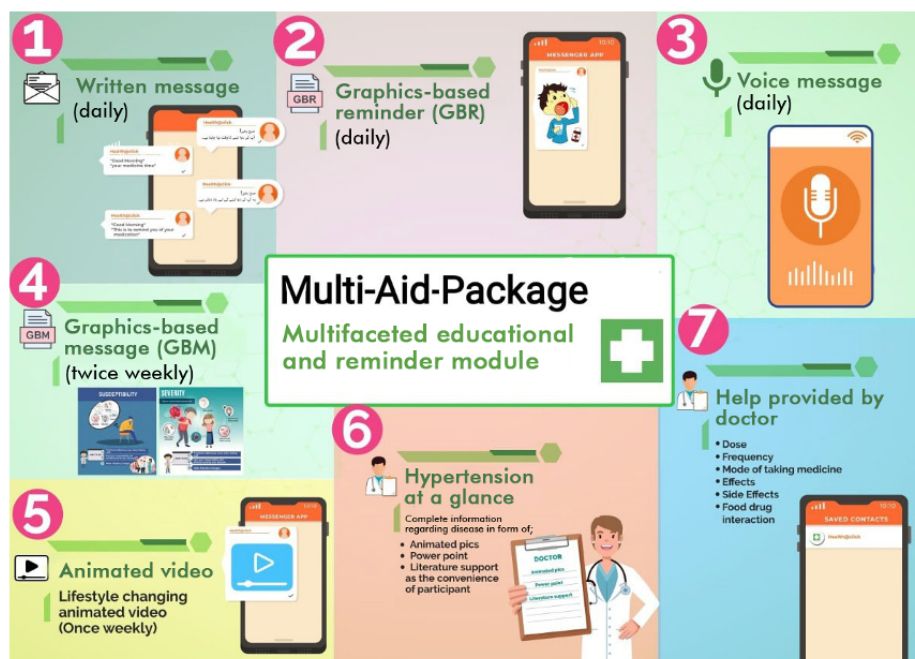 1
Written message
(daily)
Health@click
"Good Morning"
"your medicine time"
Health@click
Health@click
Health@click
"Good Morning"
"This is to remind you of your
medication"
2
GBR
Graphics-based
reminder (GBR)
(daily)
10:10
MESSENGER APP
3
Voice message
(daily)
4
GBM
Graphics-based
message (GBM)
(twice weekly)
SUSCEPTIBILITY
SEVERITY
Multi-Aid-Package
Multifaceted educational
and reminder module
5
Animated video
Lifestyle changing
animated video
(Once weekly)
10:10
MESSENGER APP
6
Hypertension
at a glance
Complete information
regarding disease in form of;
• Animated pics
• Power point
• Literature support
as the convenience
of participant
DOCTOR
Animated pics
Power point
Literature support
7
Help provided by
doctor
• Dose
• Frequency
• Mode of taking medicine
• Effects
• Side Effects
• Food drug
interaction
10:10
SAVED CONTACTS
Health@click